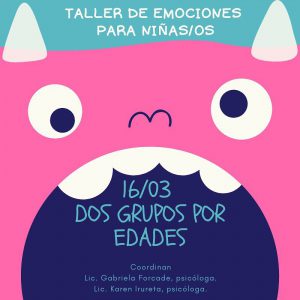 TALLER DE EMOCIONES
PARA NIÑAS/OS
16/03
DOS GRUPOS POR
EDADES
Coordinan
Lic. Gabriela Forcade, psicóloga.
Lic. Karen Irureta, psicóloga.